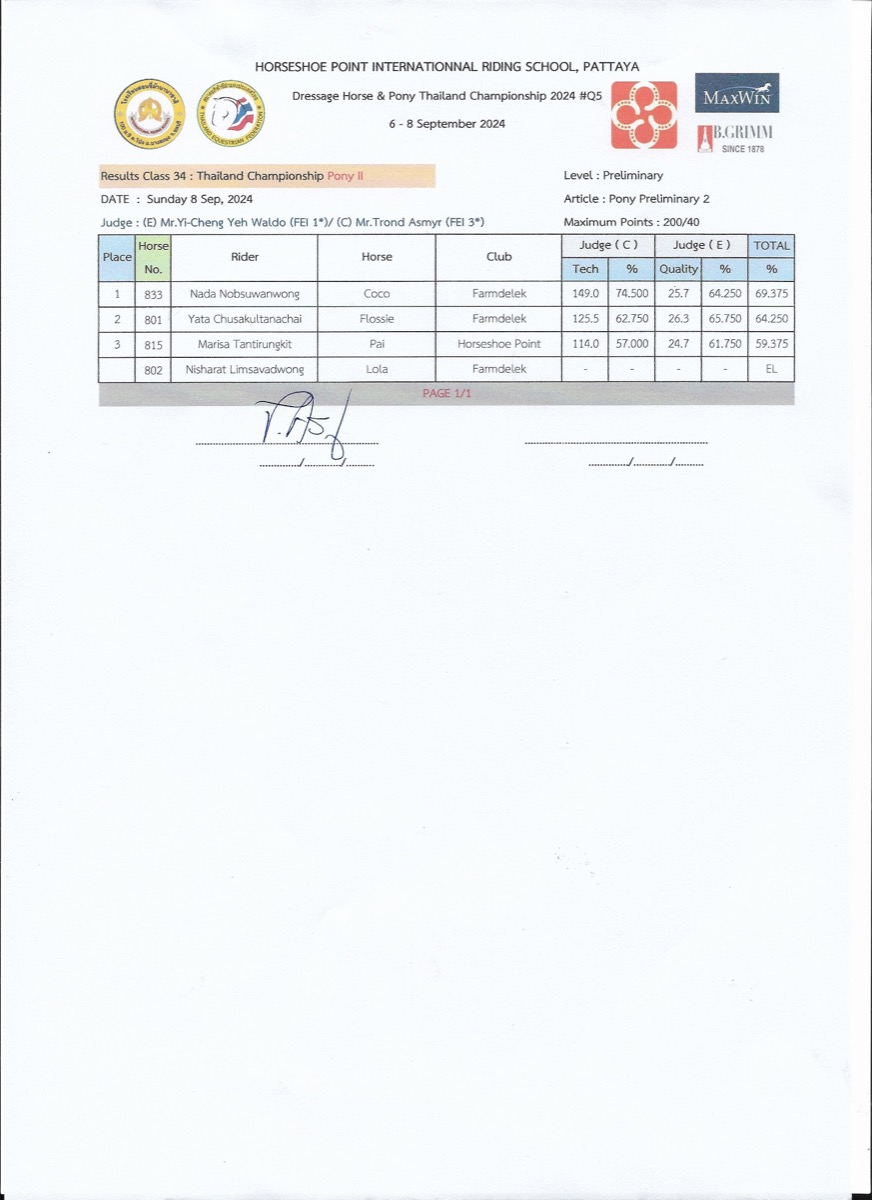 HORSESHOE POINT INTERNATIONNAL RIDING SCHOOL, PATTAYA
Dressage Horse & Pony Thailand Championship 2024 #Q5
6 - 8 September 2024
THAILAND EQUESTRIAN FEDERATION
MAXWIN
B.GRIMM
SINCE 1878
Results Class 34 : Thailand Championship Pony II
Level : Preliminary
DATE : Sunday 8 Sep, 2024
Article : Pony Preliminary 2
Judge : (E) Mr.Yi-Cheng Yeh Waldo (FEI 1*)/ (C) Mr.Trond Asmyr (FEI 3*)
Maximum Points : 200/40
Place Horse No. Rider Horse Club Judge ( C ) Judge ( E ) TOTAL
Tech % Quality % %
1 833 Nada Nobsuwanwong Coco Farmdelek 149.0 74.500 25.7 64.250 69.375
2 801 Yata Chusakultanachai Flossie Farmdelek 125.5 62.750 26.3 65.750 64.250
3 815 Marisa Tantirungkit Pai Horseshoe Point 114.0 57.000 24.7 61.750 59.375
802 Nisharat Limsavadwong Lola Farmdelek - - - - EL
PAGE 1/1